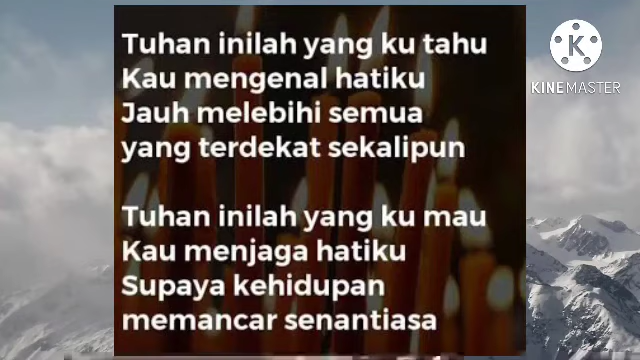 Tuhan inilah yang ku tahu
Kau mengenal hatiku
Jauh melebihi semua
yang terdekat sekalipun
Tuhan inilah yang ku mau
Kau menjaga hatiku
Supaya kehidupan
memancar senantiasa
K
KINEMASTER